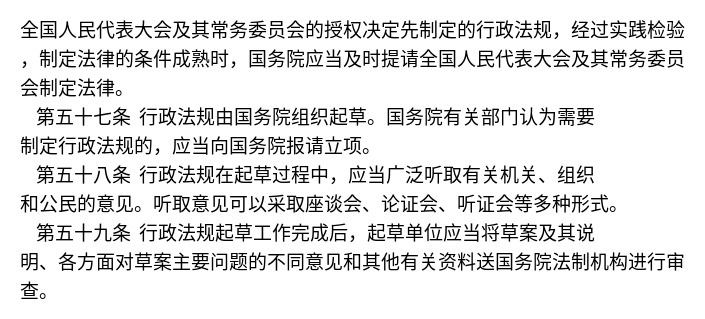 全国人民代表大会及其常务委员会的授权决定先制定的行政法规，经过实践检验
，制定法律的条件成熟时，国务院应当及时提请全国人民代表大会及其常务委员
会制定法律。
第五十七条 行政法规由国务院组织起草。国务院有关部门认为需要
制定行政法规的，应当向国务院报请立项。
第五十八条 行政法规在起草过程中，应当广泛听取有关机关、组织
和公民的意见。听取意见可以采取座谈会、论证会、听证会等多种形式。
第五十九条 行政法规起草工作完成后，起草单位应当将草案及其说
明、各方面对草案主要问题的不同意见和其他有关资料送国务院法制机构进行审
查。